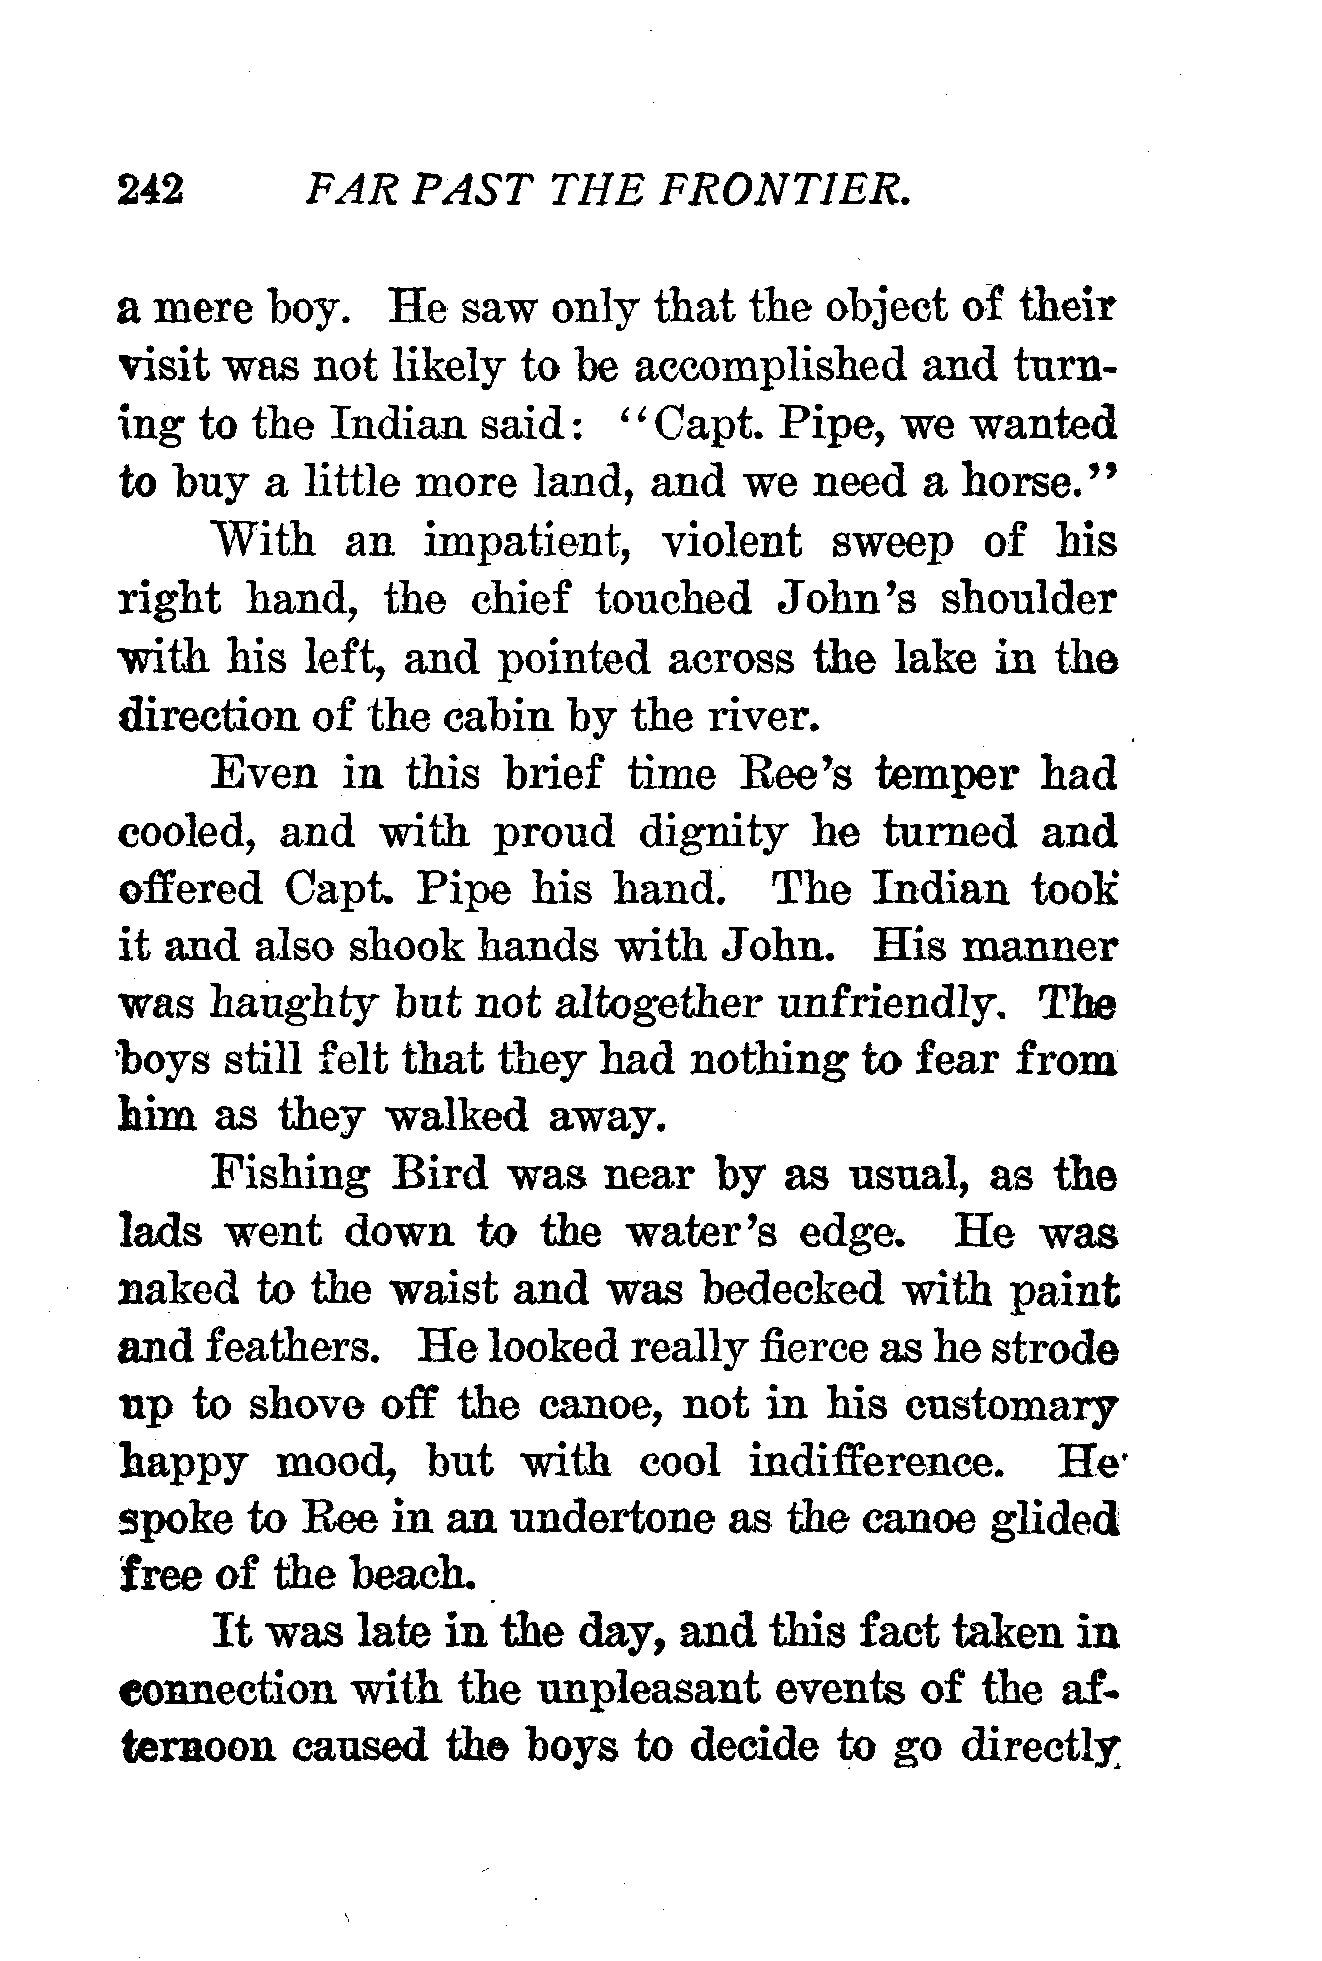 242 FAR PAST THE FRONTIER.
a mere boy. He saw only that the object of their
visit was not likely to be accomplished and turn-
ing to the Indian said: “Capt. Pipe, we wanted
to buy a little more land, and we need a horse.”
With an impatient, violent sweep of his
right hand, the chief touched John’s shoulder
with his left, and pointed across the lake in the
direction of the cabin by the river.
Even in this brief time Ree’s temper had
cooled, and with proud dignity he turned and
offered Capt. Pipe his hand. The Indian took
it and also shook hands with John. His manner
was haughty but not altogether unfriendly. The
boys still felt that they had nothing to fear from
him as they walked away.
Fishing Bird was near by as usual, as the
lads went down to the water’s edge. He was
naked to the waist and was bedecked with paint
and feathers. He looked really fierce as he strode
up to shove off the canoe, not in his customary
happy mood, but with cool indifference. He
spoke to Ree in an undertone as the canoe glided
free of the beach.
It was late in the day, and this fact taken in
connection with the unpleasant events of the af-
ternoon caused the boys to decide to go directly